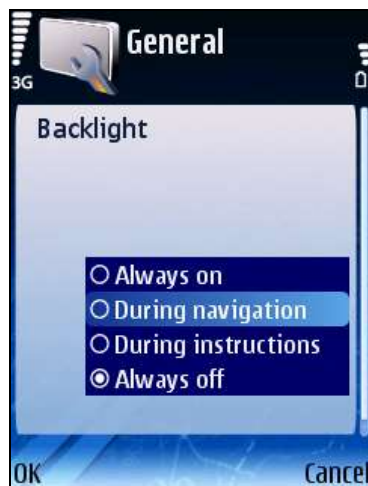 General
3G
Backlight
Always on
During navigation
During instructions
Always off
OK Cancel